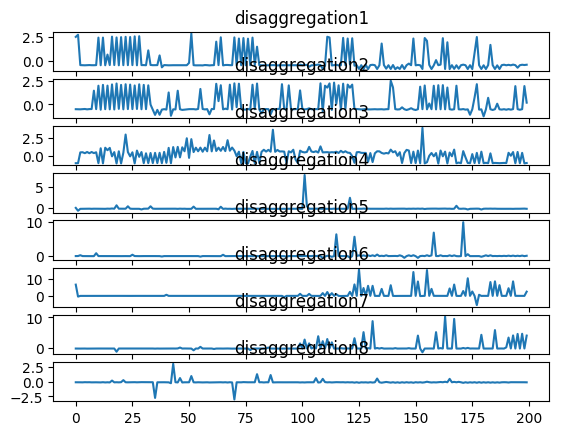 disaggregation1
2.5
0.0
disaggregation2
2.5
0.0
disaggregation3
2.5
0.0
disaggregation4
5
0
disaggregation5
10
0
disaggregation6
10
0
disaggregation7
10
0
disaggregation8
2.5
0.0
−2.5
0 25 50 75 100 125 150 175 200